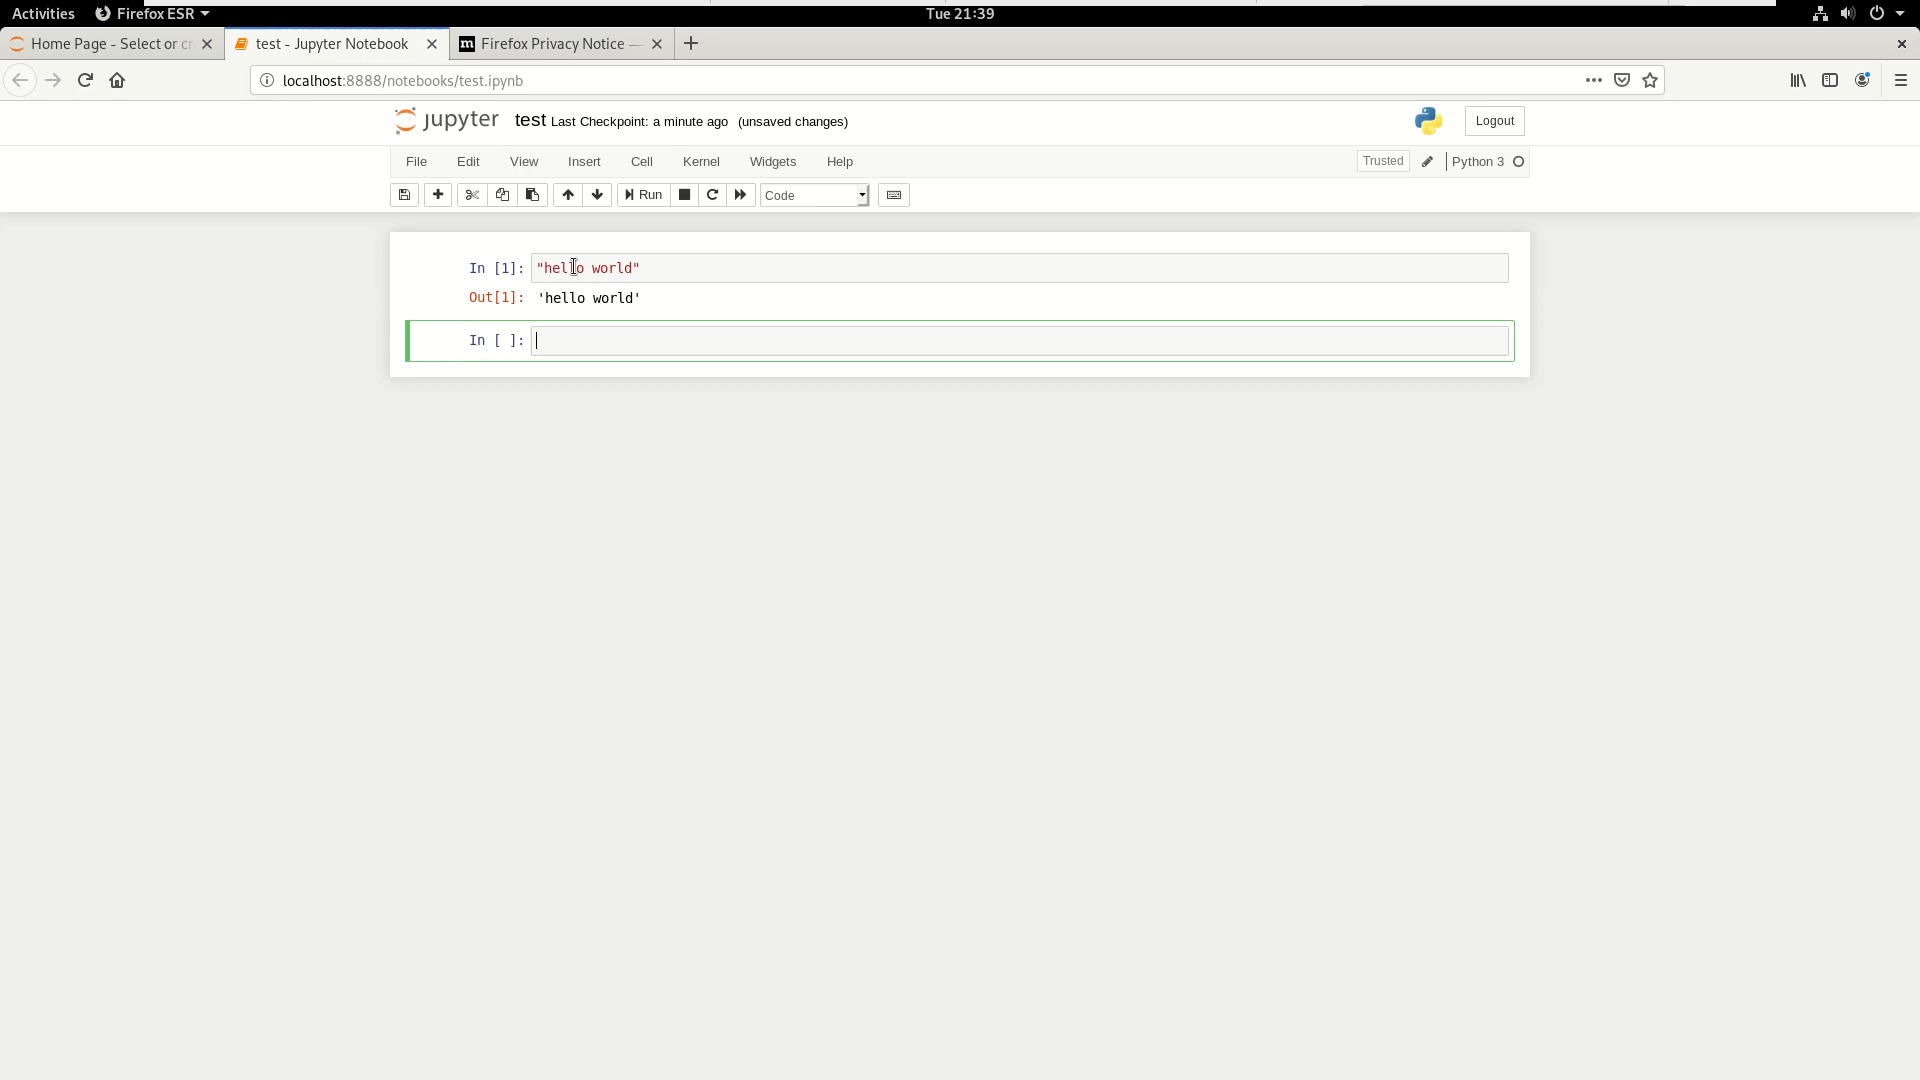 Activities Firefox ESR Tue 21:39
Home Page - Select or cr test - Jupyter Notebook Firefox Privacy Notice —
localhost:8888/notebooks/test.ipynb
jupyter test Last Checkpoint: a minute ago (unsaved changes) Logout
File Edit View Insert Cell Kernel Widgets Help Trusted Python 3
Run Code
In [1]: "hello world"
Out[1]: 'hello world'
In [ ]: